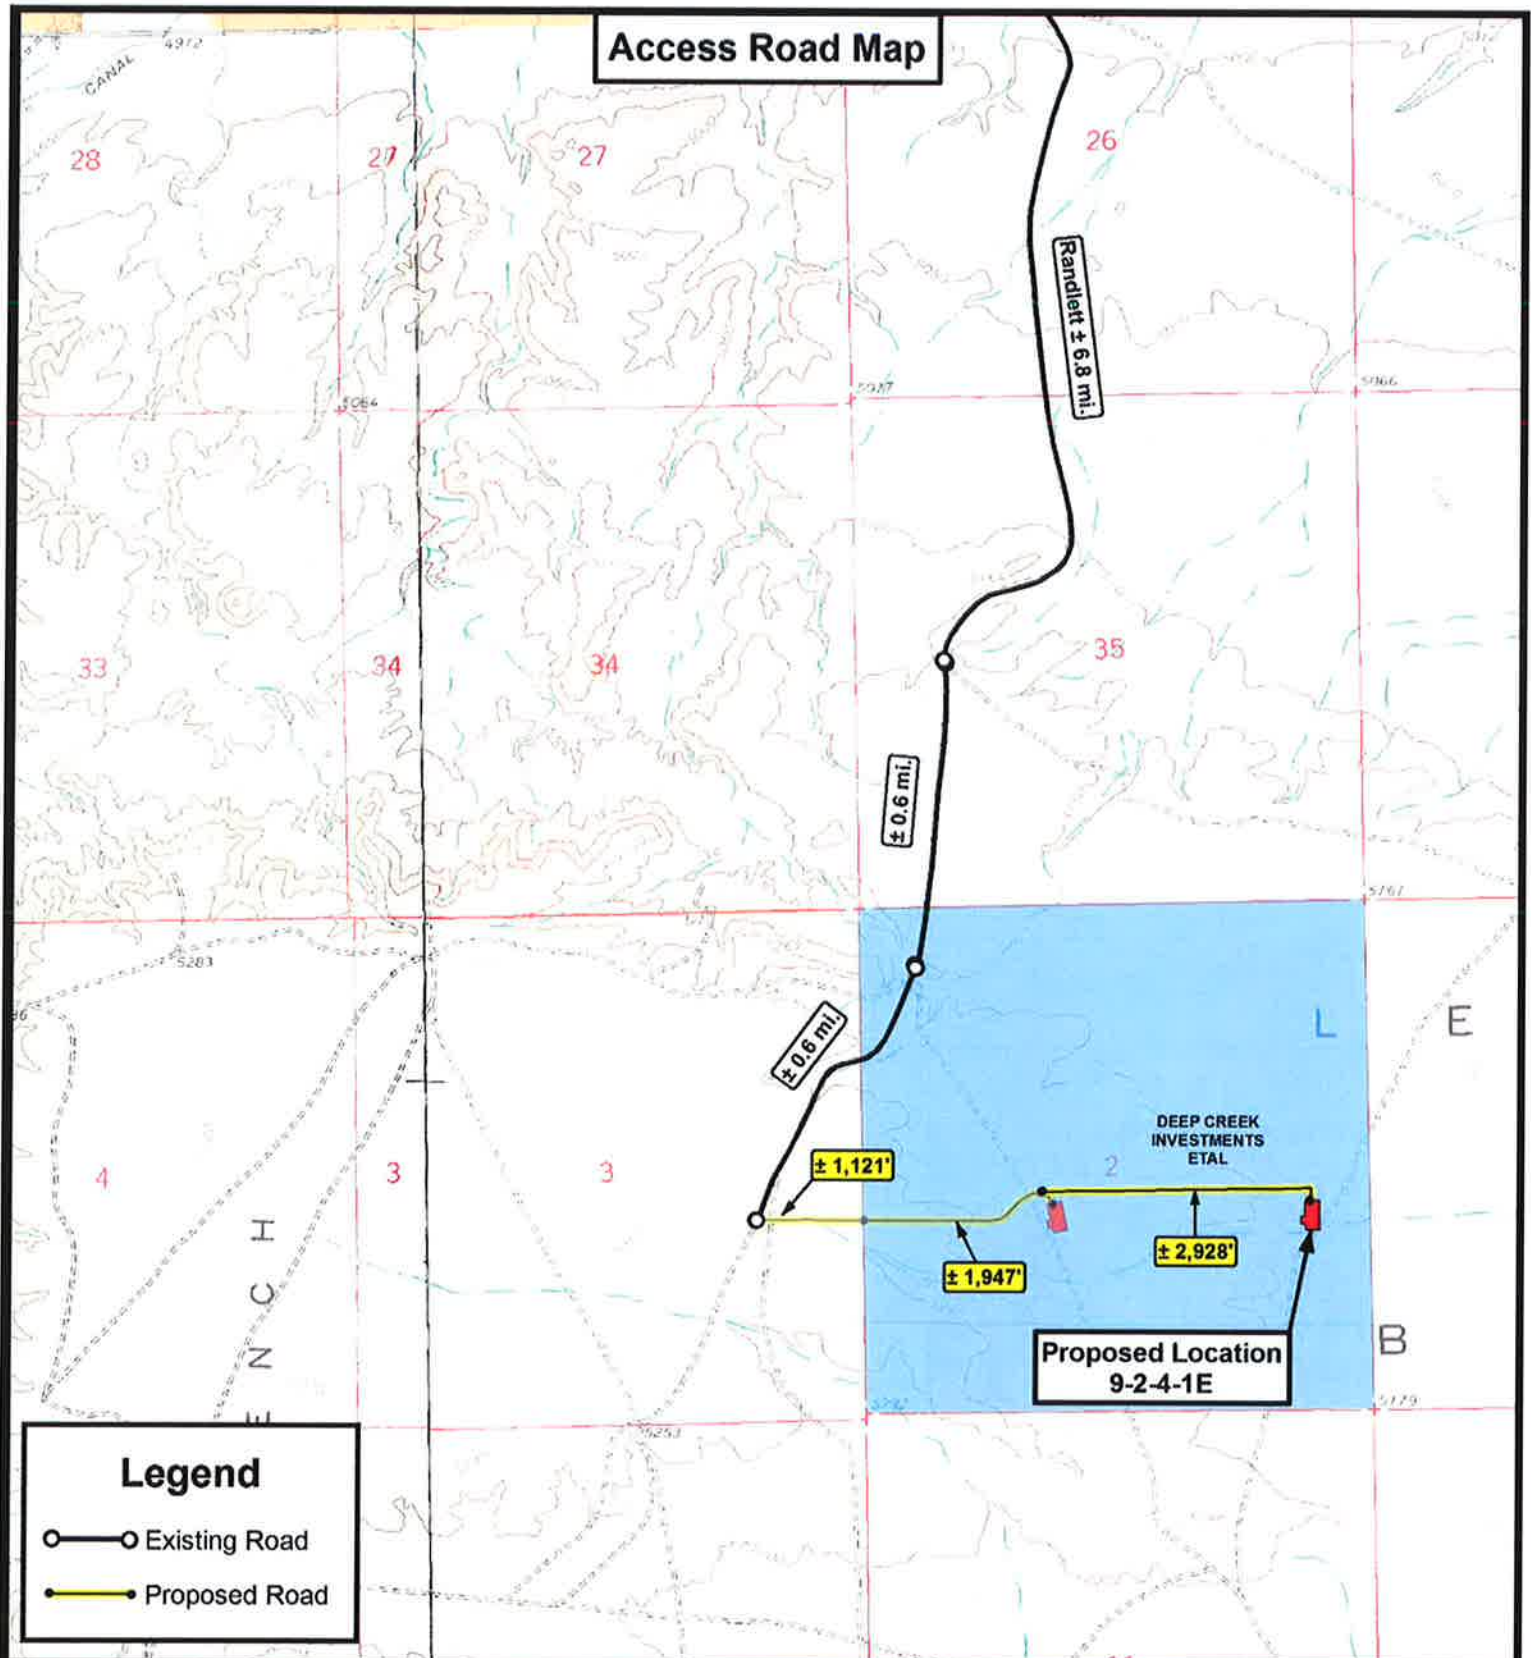 Access Road Map
4972
CANAL
28
27
27
26
Randlett ± 6.8 mi.
5064
5066
33
34
34
35
± 0.6 mi.
5161
5283
L
E
± 0.6 mi.
DEEP CREEK
INVESTMENTS
ETAL
4
3
3
2
± 1,121'
± 1,947'
± 2,928'
Proposed Location
9-2-4-1E
B
E N C H
5179
5253
Legend
Existing Road
Proposed Road